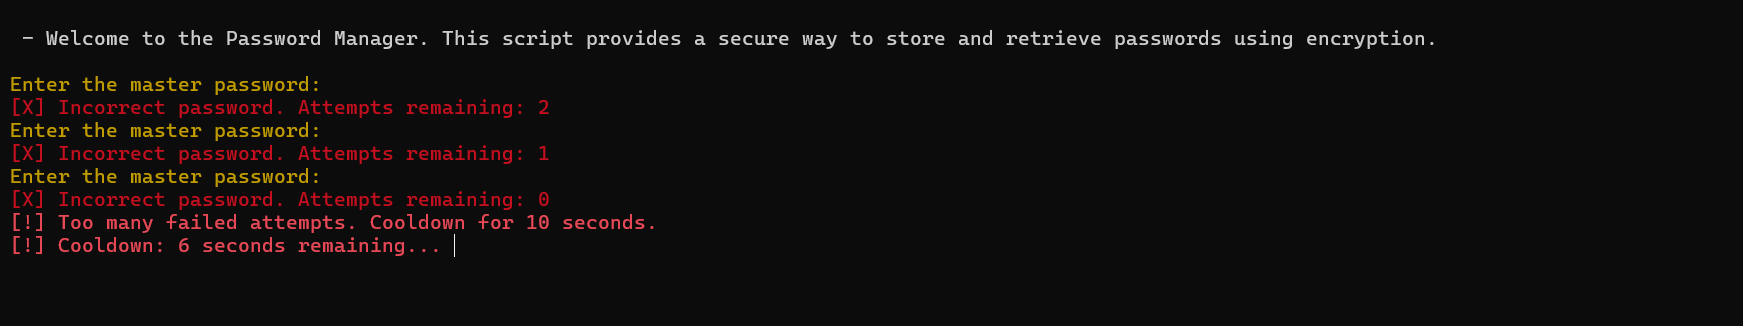 - Welcome to the Password Manager. This script provides a secure way to store and retrieve passwords using encryption.
Enter the master password:
[X] Incorrect password. Attempts remaining: 2
Enter the master password:
[X] Incorrect password. Attempts remaining: 1
Enter the master password:
[X] Incorrect password. Attempts remaining: 0
[!] Too many failed attempts. Cooldown for 10 seconds.
[!] Cooldown: 6 seconds remaining...